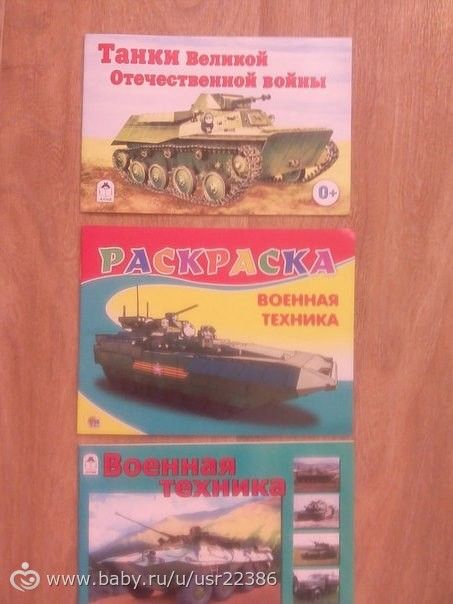 Танки Великой
Отечественной войны
0+
РАСКРАСКА
ВОЕННАЯ
ТЕХНИКА
Военная
техника
www.baby.ru/u/usr22386